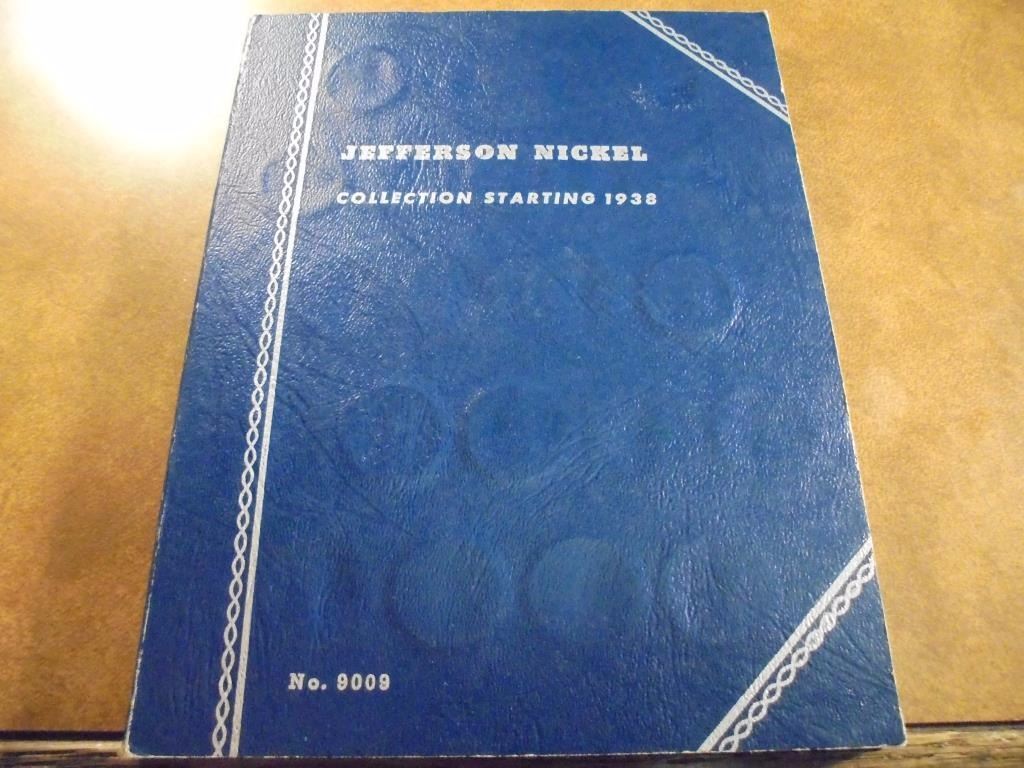 JEFFERSON NICKEL
COLLECTION STARTING 1938
No. 9009